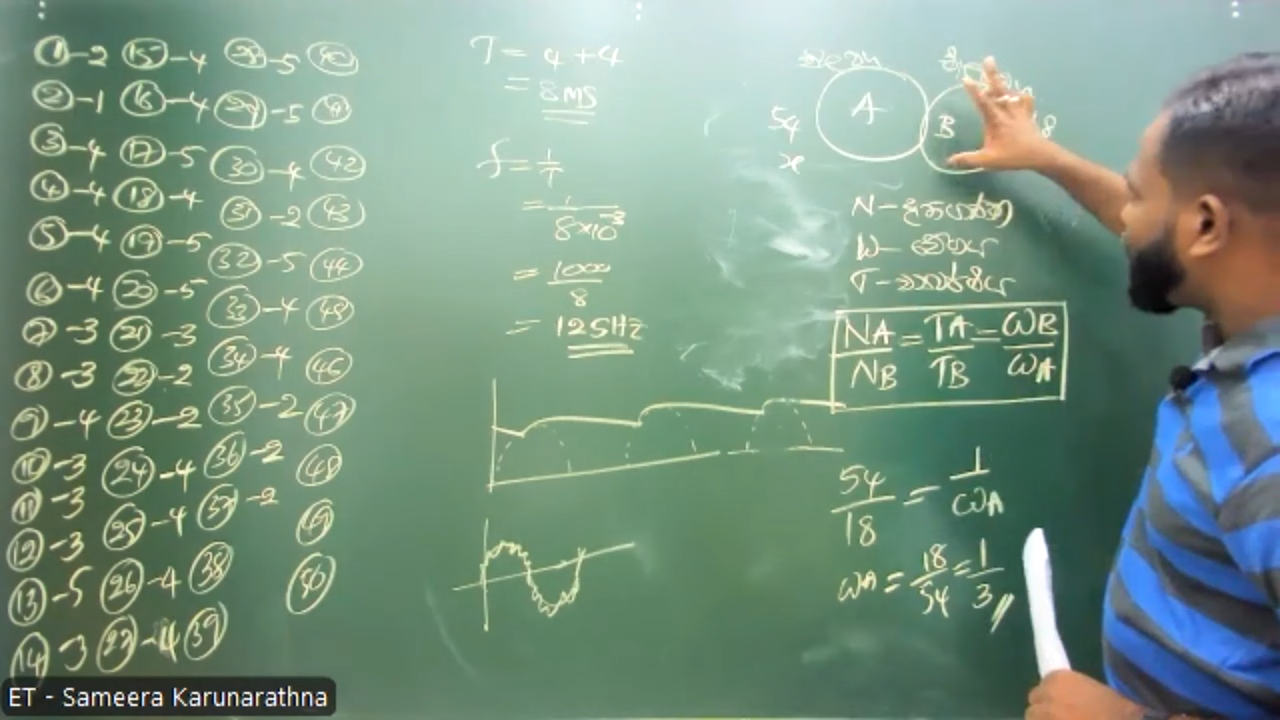 ①-2 ⑮-4 ㉘-5 ㊵
②-1 ⑯-4 ㉙-5 ㊶
③-4 ⑰-5 ㉚-4 ㊷
④-4 ⑱-4 ㉛-2 ㊸
⑤-4 ⑲-5 ㉜-5 ㊹
⑥-4 ⑳-5 ㉝-4 ㊺
⑦-3 ㉑-3 ㉞-4 ㊻
⑧-3 ㉒-2 ㉟-2 ㊼
⑨-4 ㉓-2 ㊱-2 ㊽
⑩-3 ㉔-4 ㊲-2 ㊾
⑪-3 ㉕-4 ㊳ ㊿
⑫-3 ㉖-4 ㊴
⑬-5 ㉗-4
⑭-3
T = 4+4
= 8ms
f = 1/T
= 1/8×10⁻³
= 1000/8
= 125Hz
A
B
54
x
N -
ω - වේගය
T -
NA/NB = TA/TB = ωB/ωA
54/18 = 1/ωA
ωA = 18/54 = 1/3
ET - Sameera Karunarathna